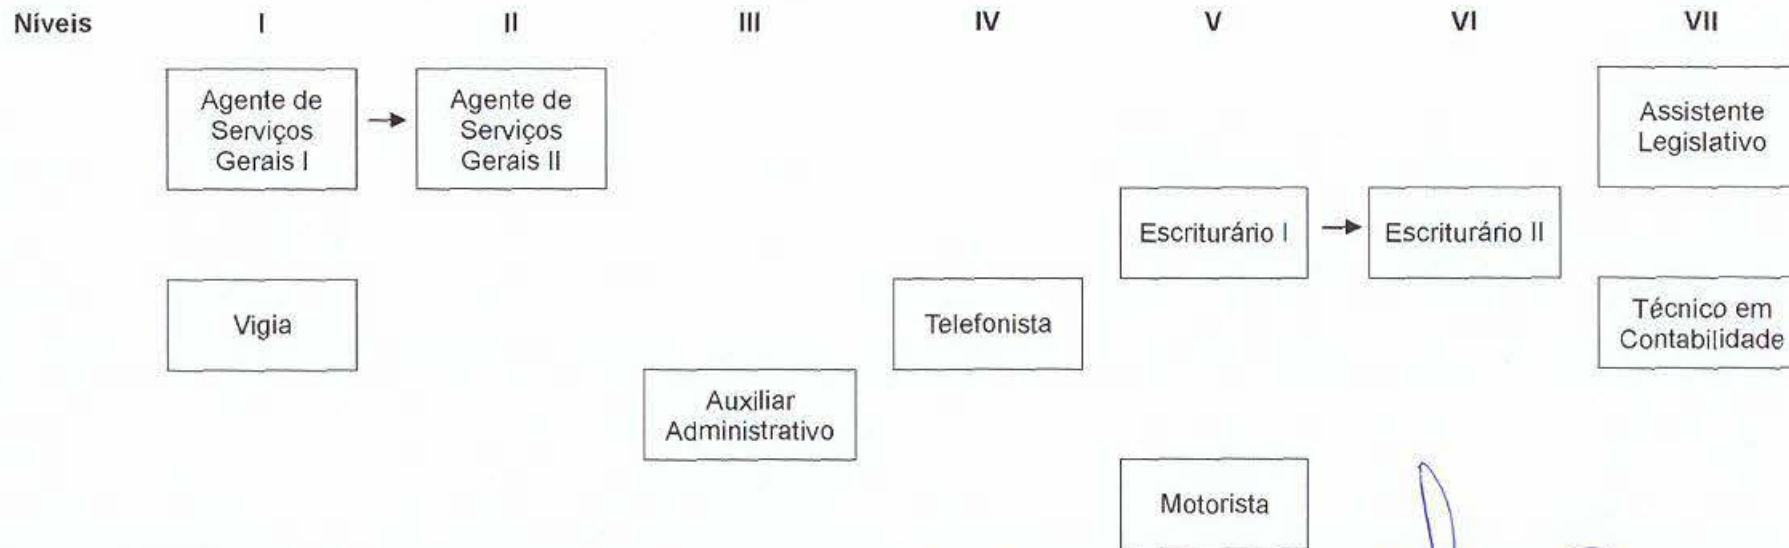 Níveis I II III IV V VI VII
Agente de
Serviços
Gerais I
Agente de
Serviços
Gerais II
Assistente
Legislativo
Escriturário I
Escriturário II
Vigia
Telefonista
Técnico em
Contabilidade
Auxiliar
Administrativo
Motorista